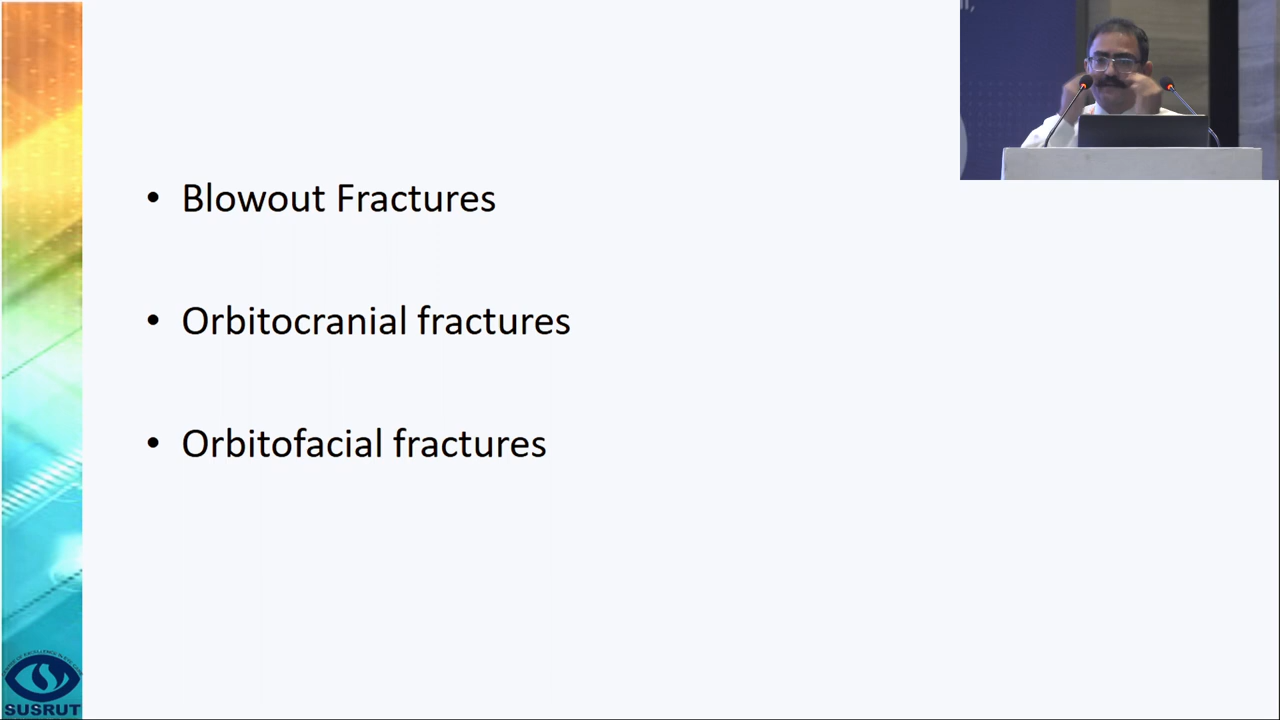 • Blowout Fractures
• Orbitocranial fractures
• Orbitofacial fractures
SUSRUT